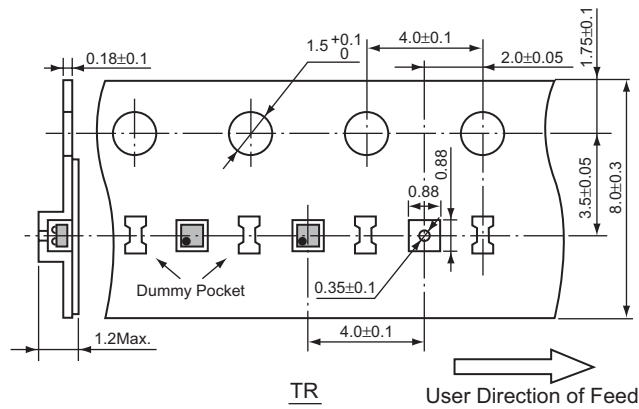 0.18±0.1
1.5 +0.1 0
4.0±0.1
2.0±0.05
1.75±0.1
0.88
0.88
3.5±0.05
8.0±0.3
Dummy Pocket
0.35±0.1
1.2Max.
4.0±0.1
TR
User Direction of Feed